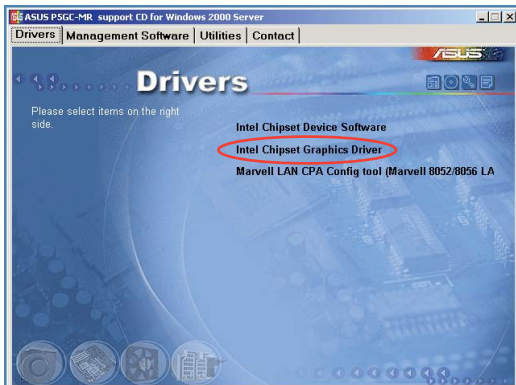 ASUS P5GC-MR support CD for Windows 2000 Server
Drivers Management Software Utilities Contact
ASUS
Drivers
Please select items on the right
side.
Intel Chipset Device Software
Intel Chipset Graphics Driver
Marvell LAN CPA Config tool (Marvell 8052/8056 LA